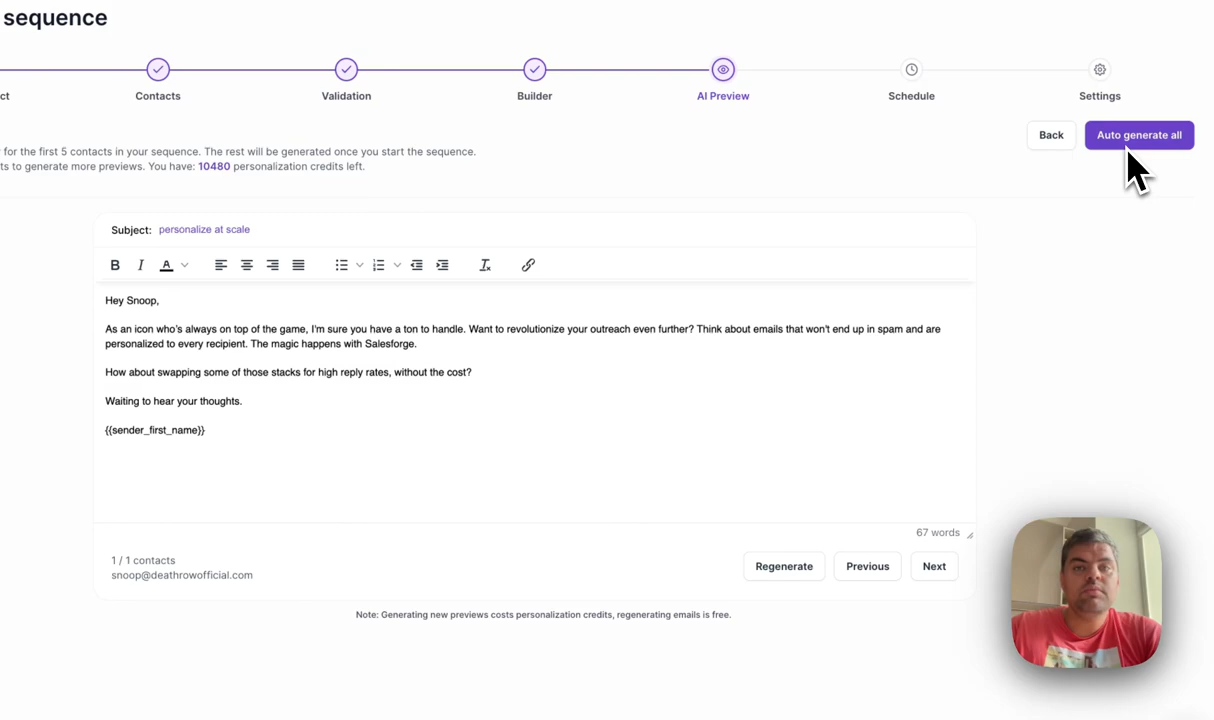 sequence
ct
Contacts
Validation
Builder
AI Preview
Schedule
Settings
for the first 5 contacts in your sequence. The rest will be generated once you start the sequence.
ts to generate more previews. You have: 10480 personalization credits left.
Back
Auto generate all
Subject: personalize at scale
B I A
Hey Snoop,
As an icon who's always on top of the game, I'm sure you have a ton to handle. Want to revolutionize your outreach even further? Think about emails that won't end up in spam and are
personalized to every recipient. The magic happens with Salesforge.
How about swapping some of those stacks for high reply rates, without the cost?
Waiting to hear your thoughts.
{{sender_first_name}}
67 words
1 / 1 contacts
snoop@deathrowofficial.com
Regenerate
Previous
Next
Note: Generating new previews costs personalization credits, regenerating emails is free.